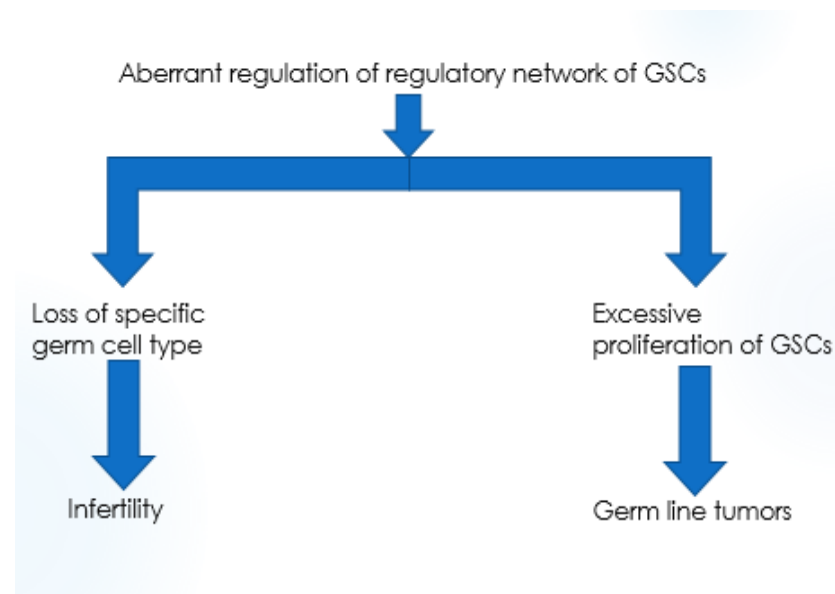 Aberrant regulation of regulatory network of GSCs
Loss of specific
germ cell type
Excessive
proliferation of GSCs
Infertility
Germ line tumors